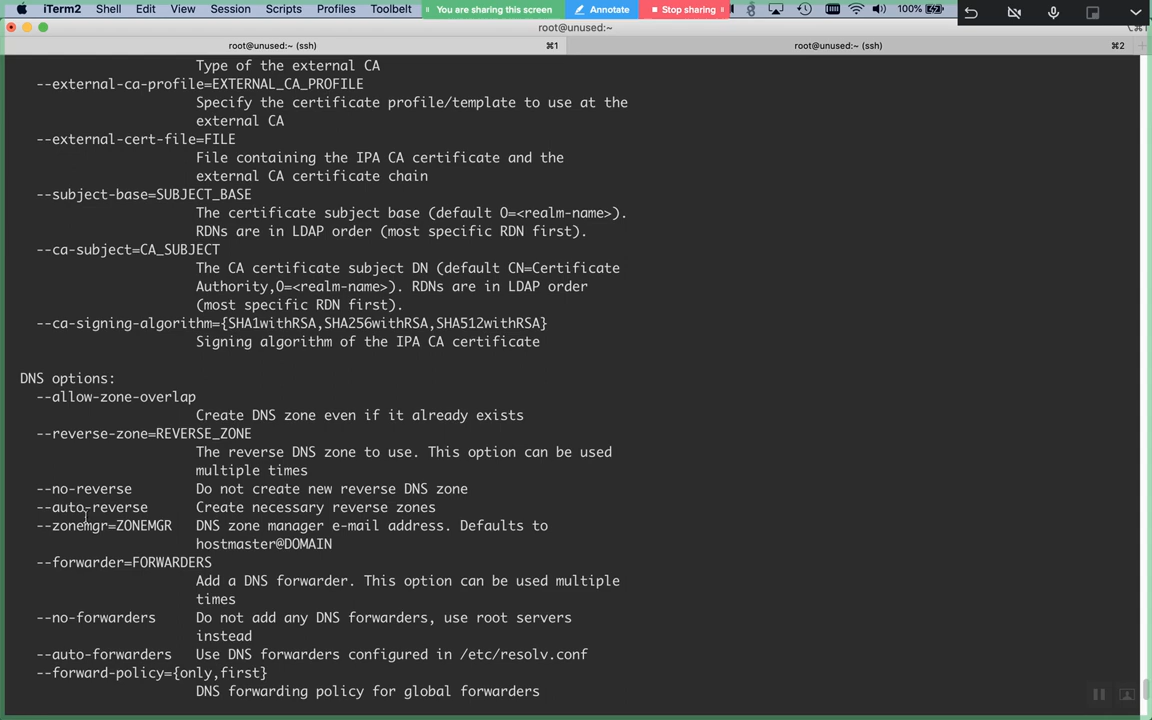 iTerm2 Shell Edit View Session Scripts Profiles Toolbelt You are sharing this screen Annotate Stop sharing 100%
root@unused:~ (ssh)
root@unused:~ (ssh) ⌘1 root@unused:~ (ssh) ⌘2
Type of the external CA
--external-ca-profile=EXTERNAL_CA_PROFILE
Specify the certificate profile/template to use at the
external CA
--external-cert-file=FILE
File containing the IPA CA certificate and the
external CA certificate chain
--subject-base=SUBJECT_BASE
The certificate subject base (default O=<realm-name>).
RDNs are in LDAP order (most specific RDN first).
--ca-subject=CA_SUBJECT
The CA certificate subject DN (default CN=Certificate
Authority,O=<realm-name>). RDNs are in LDAP order
(most specific RDN first).
--ca-signing-algorithm={SHA1withRSA,SHA256withRSA,SHA512withRSA}
Signing algorithm of the IPA CA certificate
DNS options:
--allow-zone-overlap
Create DNS zone even if it already exists
--reverse-zone=REVERSE_ZONE
The reverse DNS zone to use. This option can be used
multiple times
--no-reverse Do not create new reverse DNS zone
--auto-reverse Create necessary reverse zones
--zonemgr=ZONEMGR DNS zone manager e-mail address. Defaults to
hostmaster@DOMAIN
--forwarder=FORWARDERS
Add a DNS forwarder. This option can be used multiple
times
--no-forwarders Do not add any DNS forwarders, use root servers
instead
--auto-forwarders Use DNS forwarders configured in /etc/resolv.conf
--forward-policy={only,first}
DNS forwarding policy for global forwarders